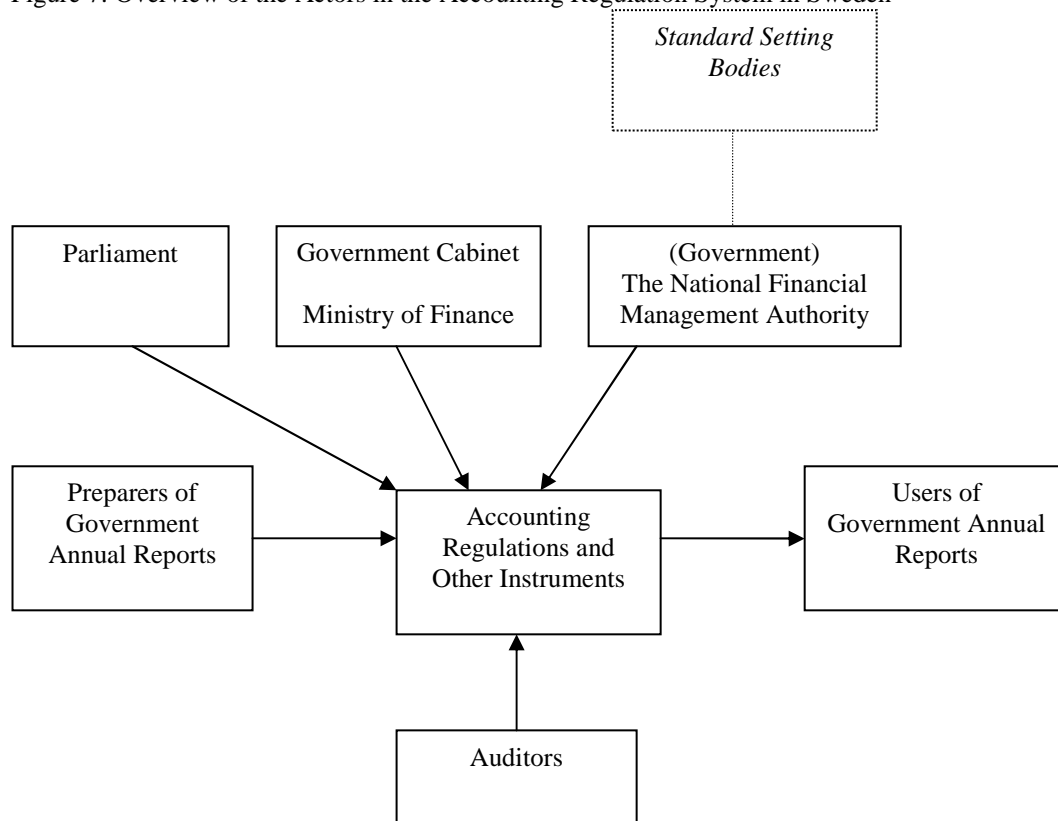 Figure 7. Overview of the Actors in the Accounting Regulation System in Sweden
Standard Setting
Bodies
Parliament
Government Cabinet
Ministry of Finance
(Government)
The National Financial
Management Authority
Preparers of
Government
Annual Reports
Accounting
Regulations and
Other Instruments
Users of
Government Annual
Reports
Auditors